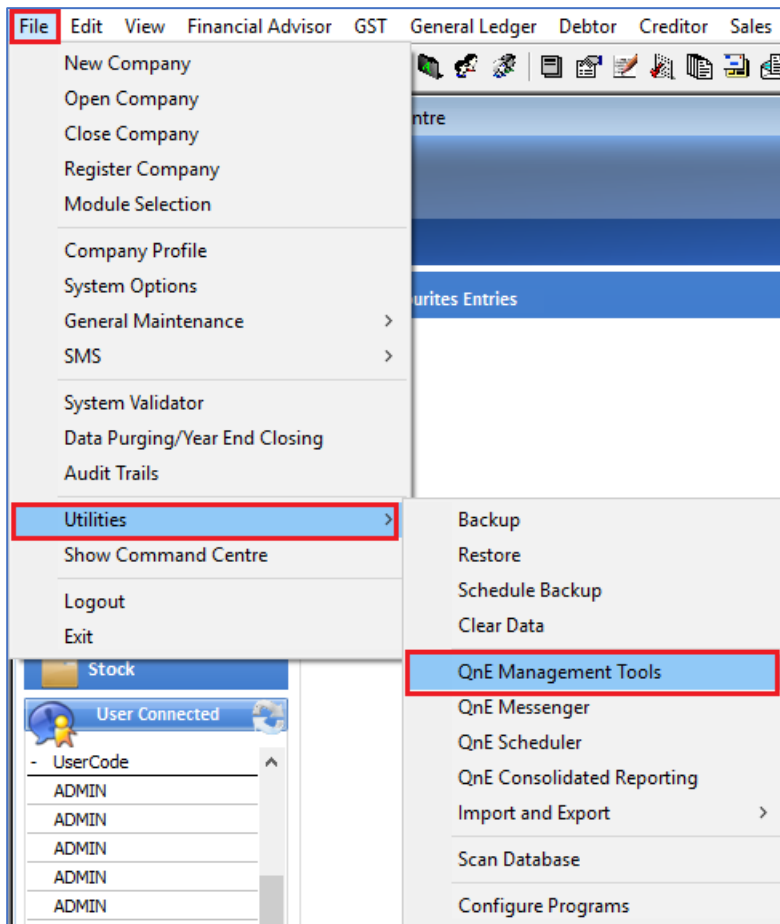 File Edit View Financial Advisor GST General Ledger Debtor Creditor Sales
New Company
Open Company
Close Company
Register Company
Module Selection
Company Profile
System Options
General Maintenance
SMS
System Validator
Data Purging/Year End Closing
Audit Trails
Utilities
Show Command Centre
Logout
Exit
ntre
urites Entries
Backup
Restore
Schedule Backup
Clear Data
QnE Management Tools
QnE Messenger
QnE Scheduler
QnE Consolidated Reporting
Import and Export
Scan Database
Configure Programs
Stock
User Connected
- UserCode
ADMIN
ADMIN
ADMIN
ADMIN
ADMIN